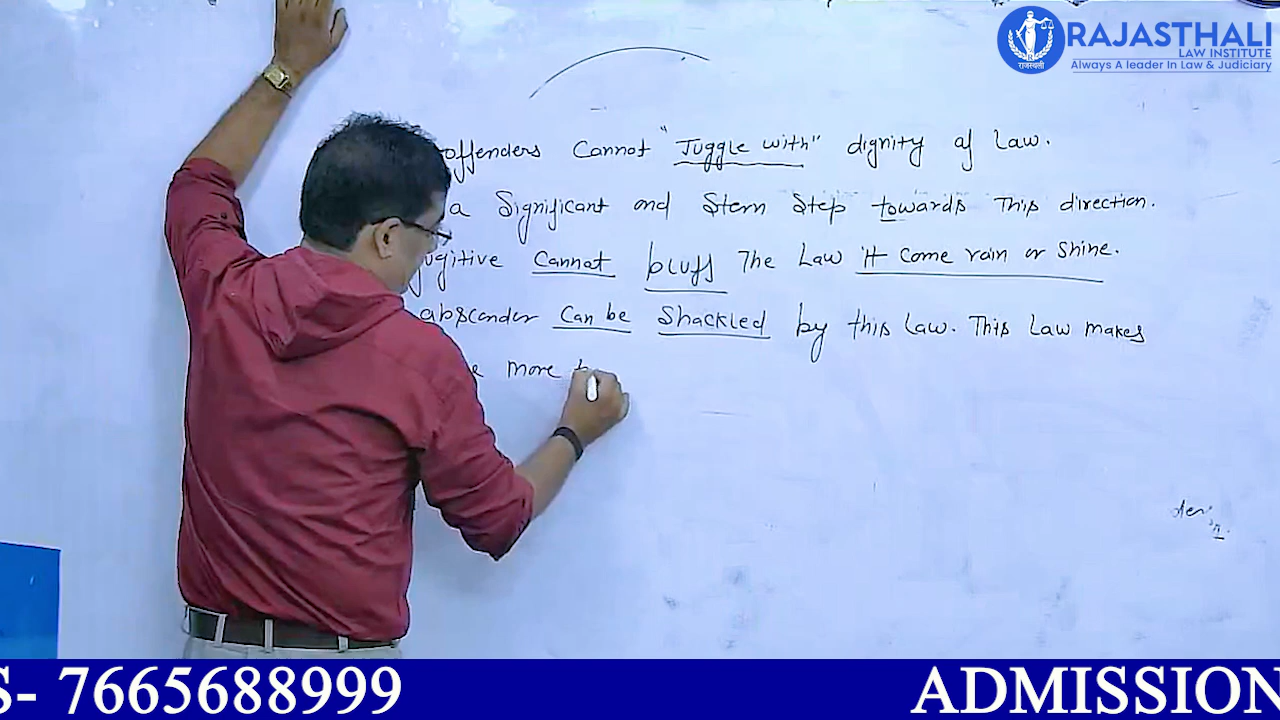 RAJASTHALI
LAW INSTITUTE
राजस्थली
Always A leader In Law & Judiciary
offenders Cannot "Juggle with" dignity of Law.
a Significant and Stern Step towards This direction.
ugitive Cannot bluff The Law it come rain or Shine.
absconder Can be Shackled by this Law. This Law makes
more
S- 7665688999 ADMISSION